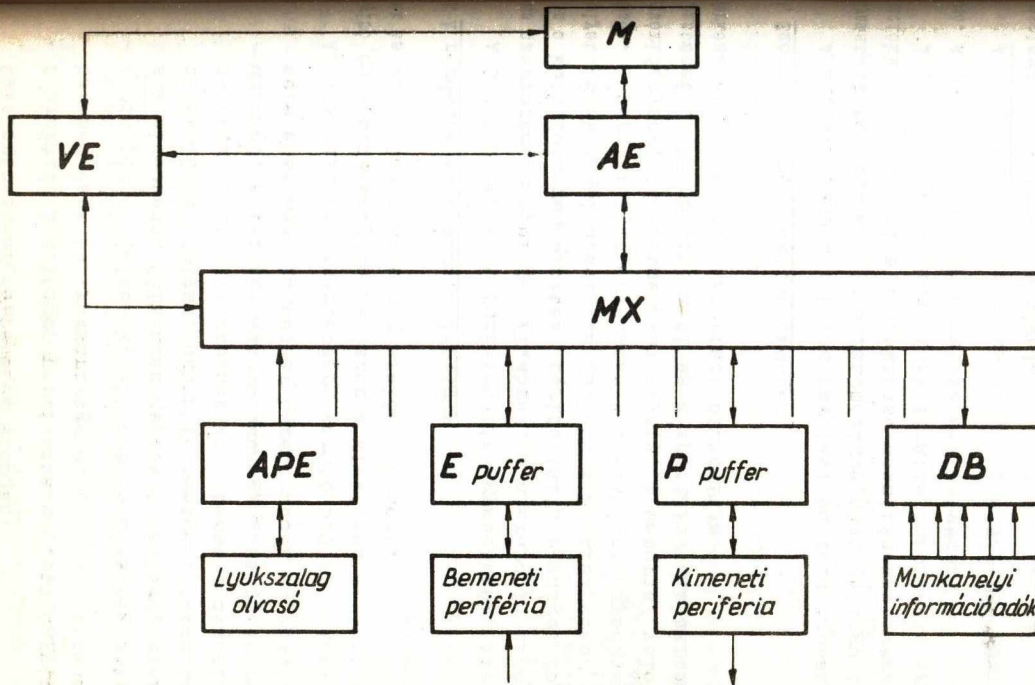 M
VE
AE
MX
APE
E puffer
P puffer
DB
Lyukszalag
olvasó
Bemeneti
periféria
Kimeneti
periféria
Munkahelyi
információ adók